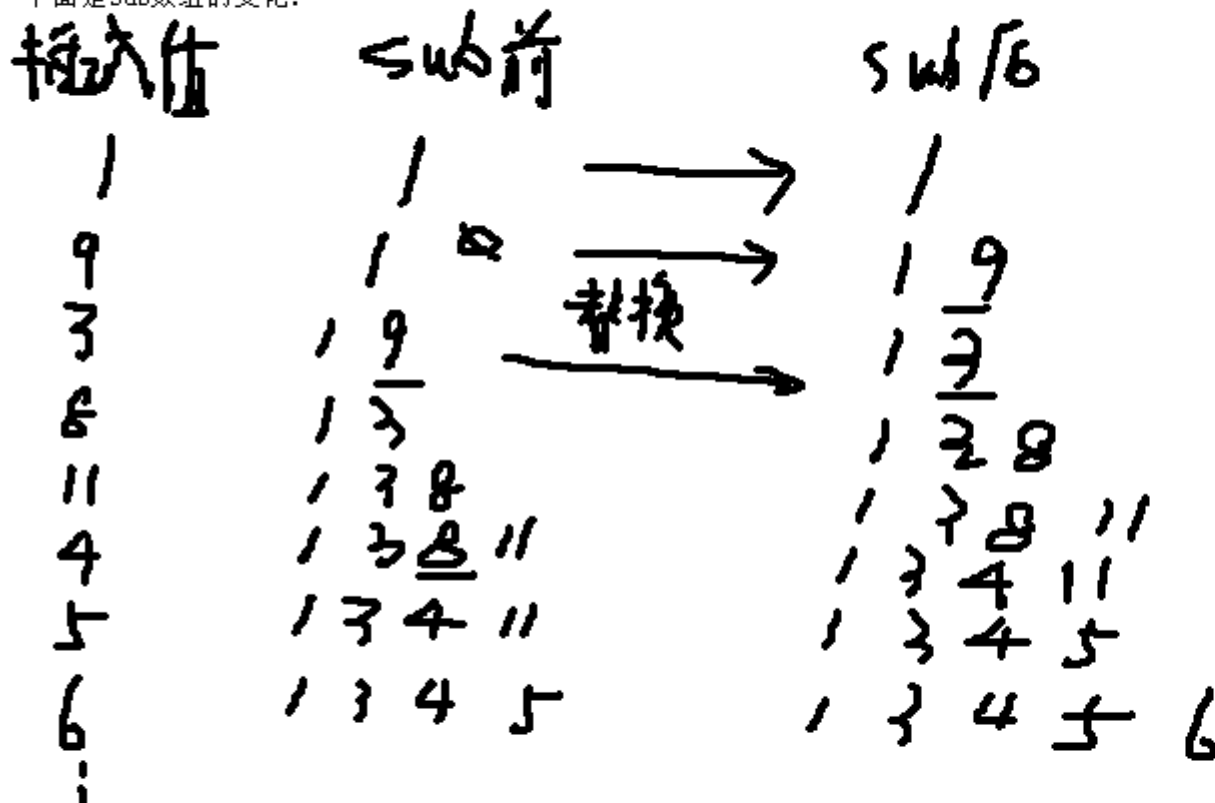 下面是sub数组的变化:
插入值 sub前 sub后
1 1 1
9 1 1 9
替换
3 1 9 1 3
8 1 3 1 3 8
11 1 3 8 1 3 8 11
4 1 3 8 11 1 3 4 11
5 1 3 4 11 1 3 4 5
6 1 3 4 5 1 3 4 5 6